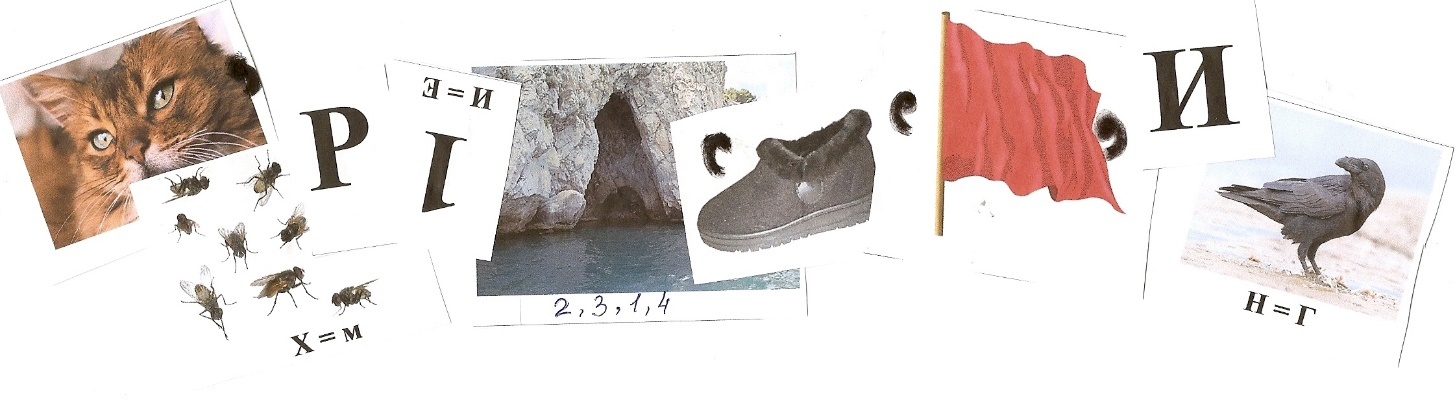 Р
И=Е
І
Х=м
2,3,1,4
И
Н=Г